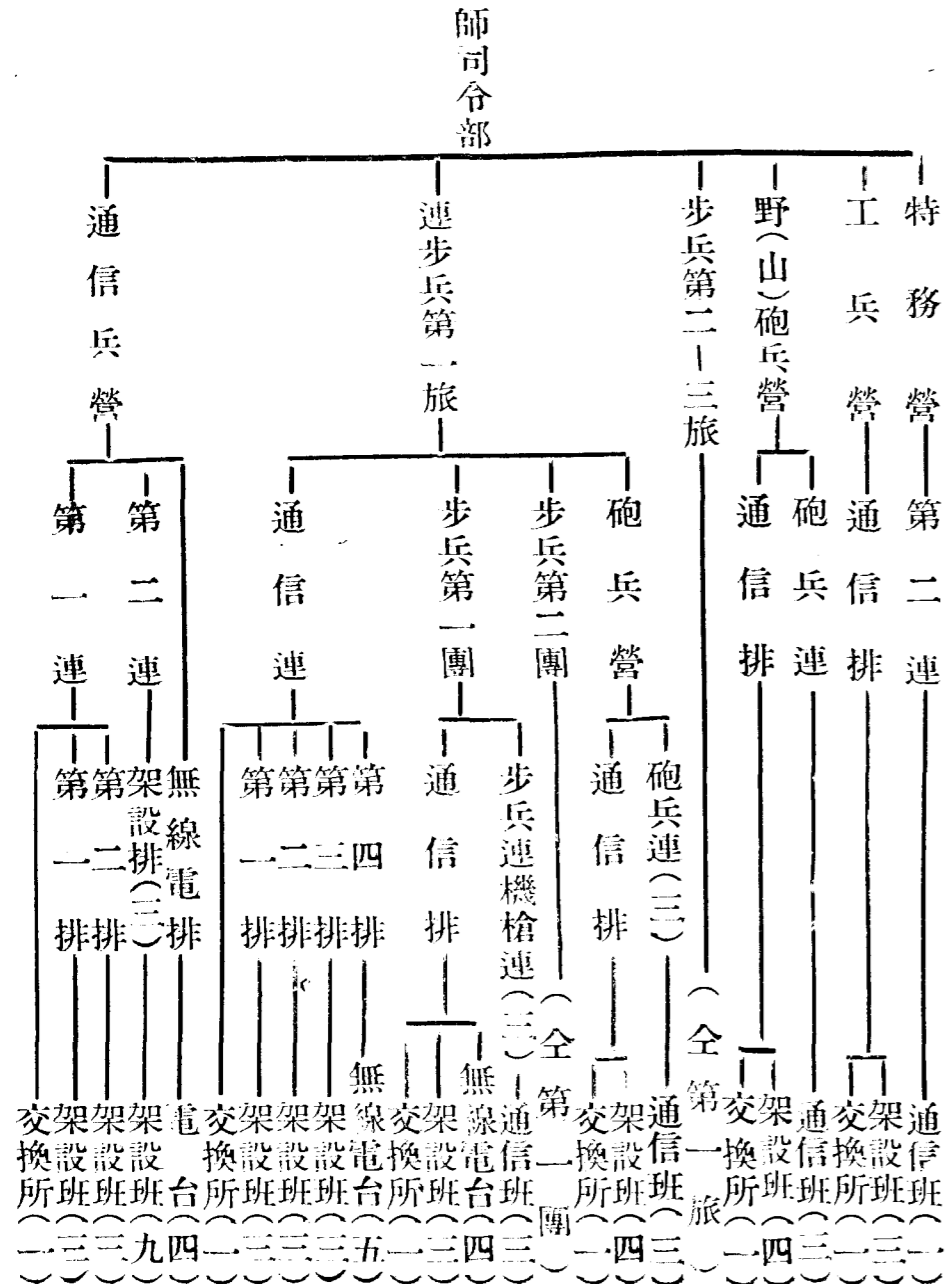 師司令部
特務營
工兵營
野(山)砲兵營
步兵第二—三旅
連步兵第一旅
通信兵營
第二連
通信排
砲兵連
通信排
砲兵營
步兵第二團
步兵第一團
通信連
第二連
第一連
砲兵連(三)
通信排
步兵連機槍連(三)
通信排
第四排
第三排
第二排
第一排
無線電排
架設排(三)
第二排
第一排
通信班(一)
架設班(三)
交換所(一)
通信班(三)
架設班(四)
交換所(一)
(仝第一旅)
通信班(三)
架設班(四)
交換所(一)
(仝第一團)
通信班(三)
無線電台(四)
架設班(三)
交換所(一)
無線電台(五)
架設班(三)
架設班(三)
架設班(三)
交換所(一)
電台(四)
架設班(九)
架設班(三)
架設班(三)
交換所(一)